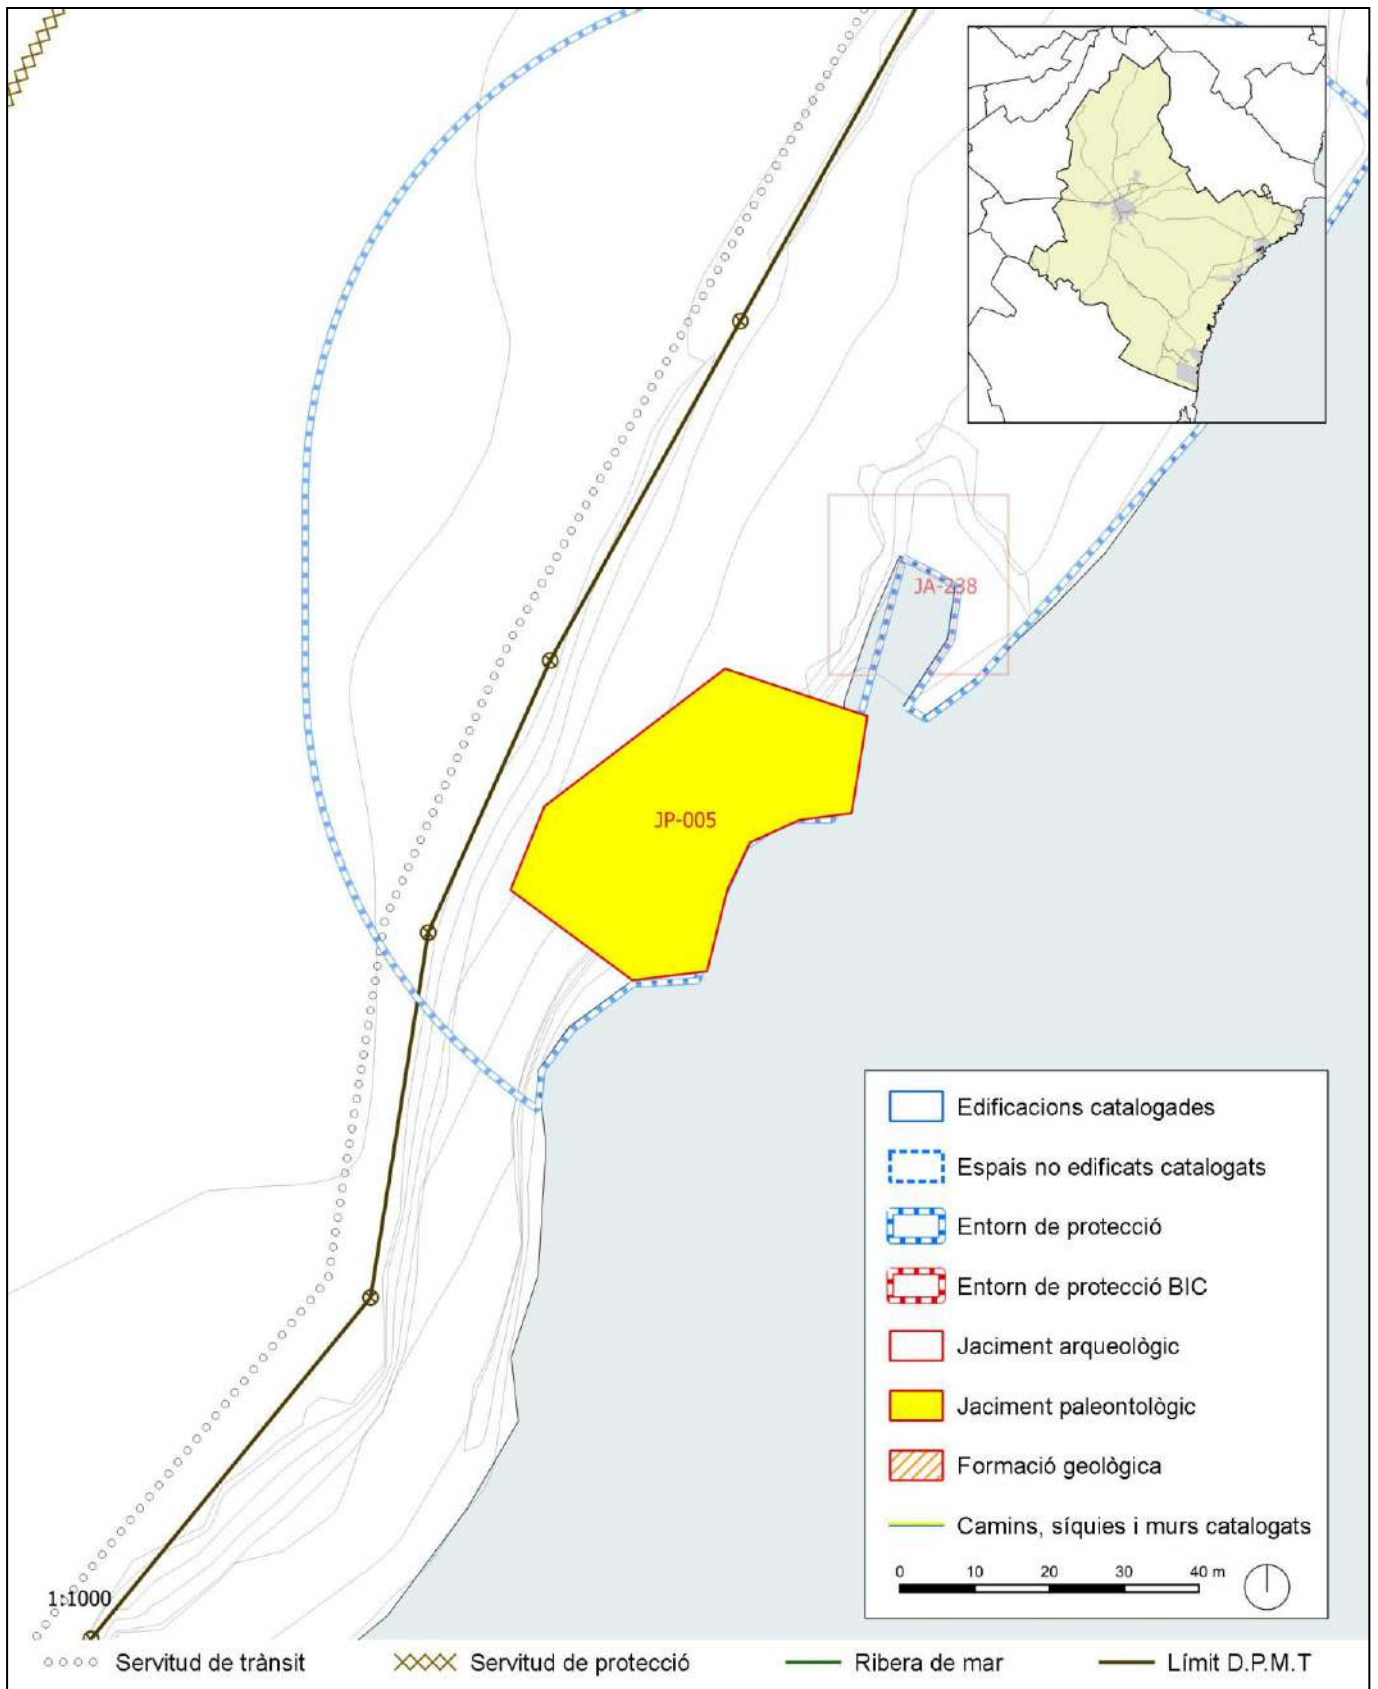 JA-238
JP-005
Edificacions catalogades
Espais no edificats catalogats
Entorn de protecció
Entorn de protecció BIC
Jaciment arqueològic
Jaciment paleontològic
Formació geològica
Camins, síquies i murs catalogats
0 10 20 30 40 m
1:1000
Servitud de trànsit Servitud de protecció Ribera de mar Límit D.P.M.T